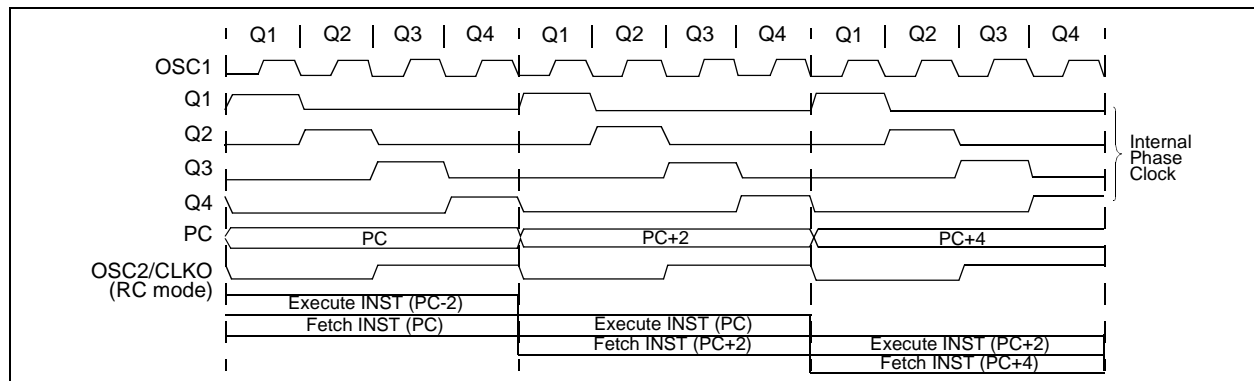 Q1 Q2 Q3 Q4 Q1 Q2 Q3 Q4 Q1 Q2 Q3 Q4
OSC1
Q1
Q2
Q3
Q4
Internal
Phase
Clock
PC PC PC+2 PC+4
OSC2/CLKO
(RC mode)
Execute INST (PC-2)
Fetch INST (PC) Execute INST (PC)
Fetch INST (PC+2) Execute INST (PC+2)
Fetch INST (PC+4)